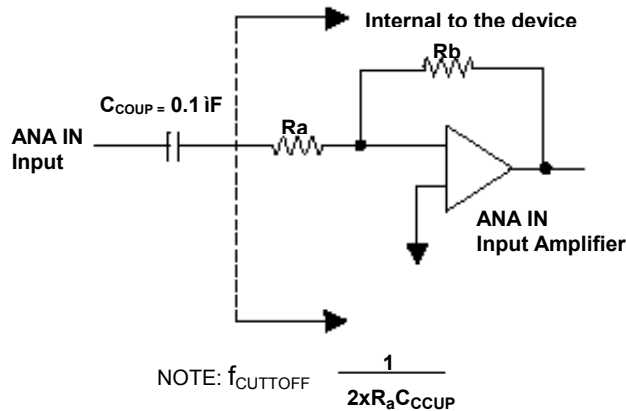 Internal to the device
Rb
CCOUP = 0.1 ìF
Ra
ANA IN
Input
ANA IN
Input Amplifier
NOTE: fCUTTOFF
1
2xRaCCCUP